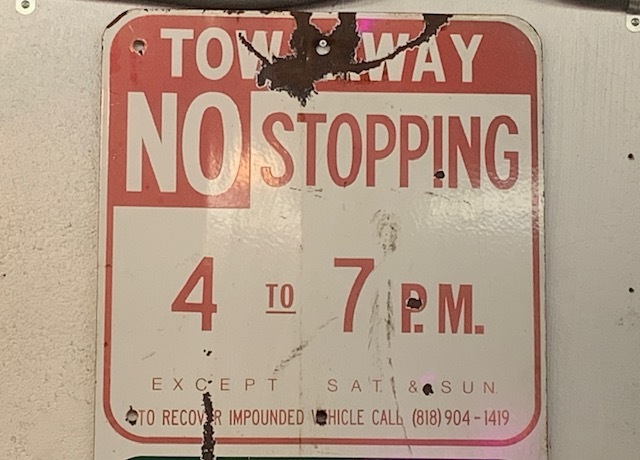 TOW AWAY
NO STOPPING
4 TO 7 P.M.
EXCEPT SAT. & SUN.
TO RECOVER IMPOUNDED VEHICLE CALL (818) 904-1419